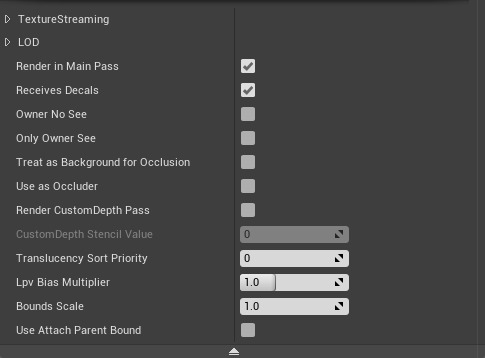 TextureStreaming
LOD
Render in Main Pass
Receives Decals
Owner No See
Only Owner See
Treat as Background for Occlusion
Use as Occluder
Render CustomDepth Pass
CustomDepth Stencil Value 0
Translucency Sort Priority 0
Lpv Bias Multiplier 1.0
Bounds Scale 1.0
Use Attach Parent Bound